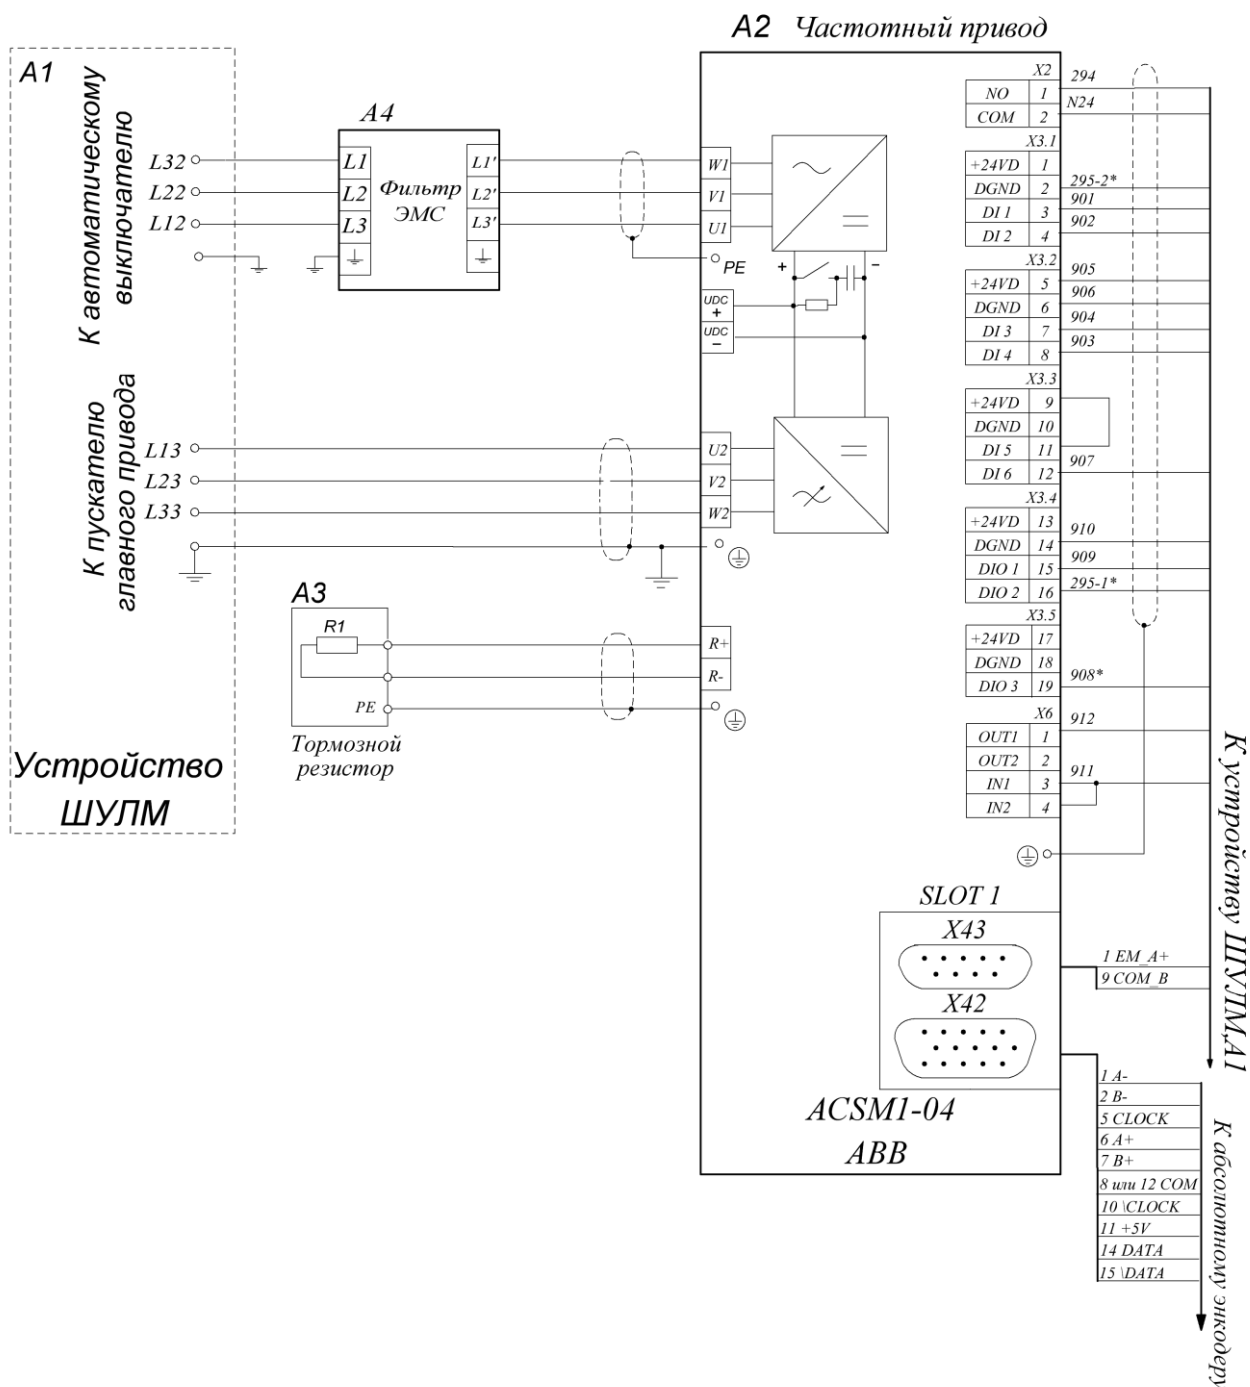 A2 Частотный привод
A1
К автоматическому
выключателю
L32
L22
L12
A4
L1
L2
L3
Фильтр
ЭМС
L1'
L2'
L3'
W1
V1
U1
PE
UDC
+
UDC
–
+
–
К пускателю
главного привода
L13
L23
L33
U2
V2
W2
A3
R1
PE
Тормозной
резистор
R+
R-
Устройство
ШУЛМ
X2
NO 1 294
COM 2 N24
X3.1
+24VD 1
DGND 2 295-2*
DI 1 3 901
DI 2 4 902
X3.2
+24VD 5 905
DGND 6 906
DI 3 7 904
DI 4 8 903
X3.3
+24VD 9
DGND 10
DI 5 11
DI 6 12 907
X3.4
+24VD 13
DGND 14 910
DIO 1 15 909
DIO 2 16 295-1*
X3.5
+24VD 17
DGND 18
DIO 3 19 908*
X6
OUT1 1 912
OUT2 2
IN1 3 911
IN2 4
К устройству ШУЛМ,А1
SLOT 1
X43
X42
1 EM_A+
9 COM_B
ACSM1-04
ABB
1 A-
2 B-
5 CLOCK
6 A+
7 B+
8 или 12 COM
10 \CLOCK
11 +5V
14 DATA
15 \DATA
К абсолютному энкодеру